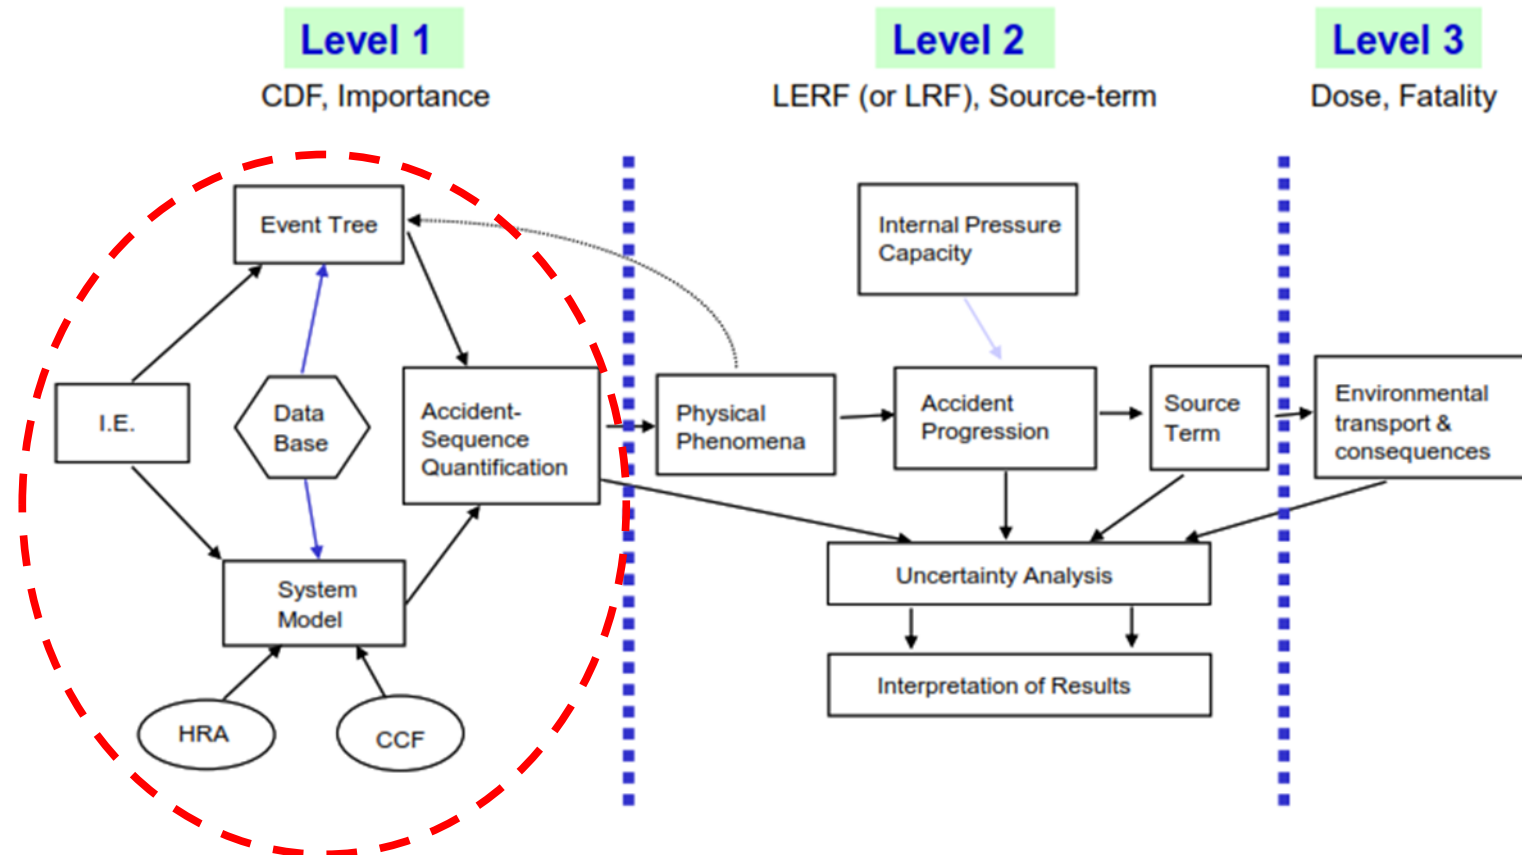 Level 1
Level 2
Level 3
CDF, Importance
LERF (or LRF), Source-term
Dose, Fatality
Event Tree
Internal Pressure
Capacity
I.E.
Data
Base
Accident-
Sequence
Quantification
Physical
Phenomena
Accident
Progression
Source
Term
Environmental
transport &
consequences
System
Model
Uncertainty Analysis
HRA
CCF
Interpretation of Results